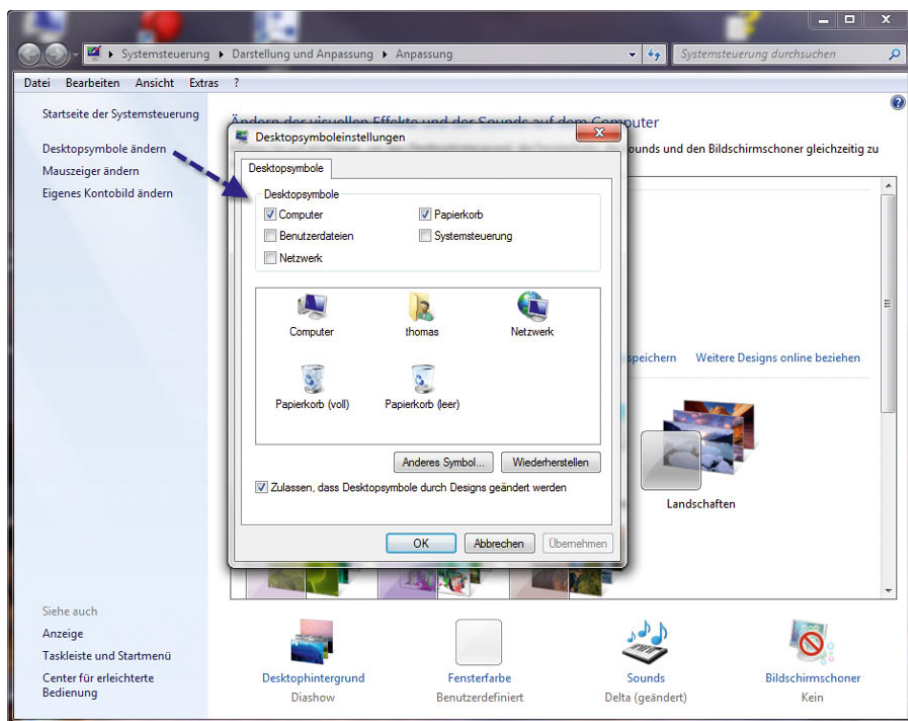 Systemsteuerung ▸ Darstellung und Anpassung ▸ Anpassung
Systemsteuerung durchsuchen
Datei Bearbeiten Ansicht Extras ?
Startseite der Systemsteuerung
Desktopsymbole ändern
Mauszeiger ändern
Eigenes Kontobild ändern
Ändern der visuellen Effekte und der Sounds auf dem Computer
ounds und den Bildschirmschoner gleichzeitig zu
Desktopsymboleinstellungen
Desktopsymbole
Desktopsymbole
Computer Papierkorb
Benutzerdateien Systemsteuerung
Netzwerk
Computer thomas Netzwerk
Papierkorb (voll) Papierkorb (leer)
Anderes Symbol... Wiederherstellen
Zulassen, dass Desktopsymbole durch Designs geändert werden
OK Abbrechen Übernehmen
speichern Weitere Designs online beziehen
Landschaften
Siehe auch
Anzeige
Taskleiste und Startmenü
Center für erleichterte
Bedienung
Desktophintergrund
Diashow
Fensterfarbe
Benutzerdefiniert
Sounds
Delta (geändert)
Bildschirmschoner
Kein